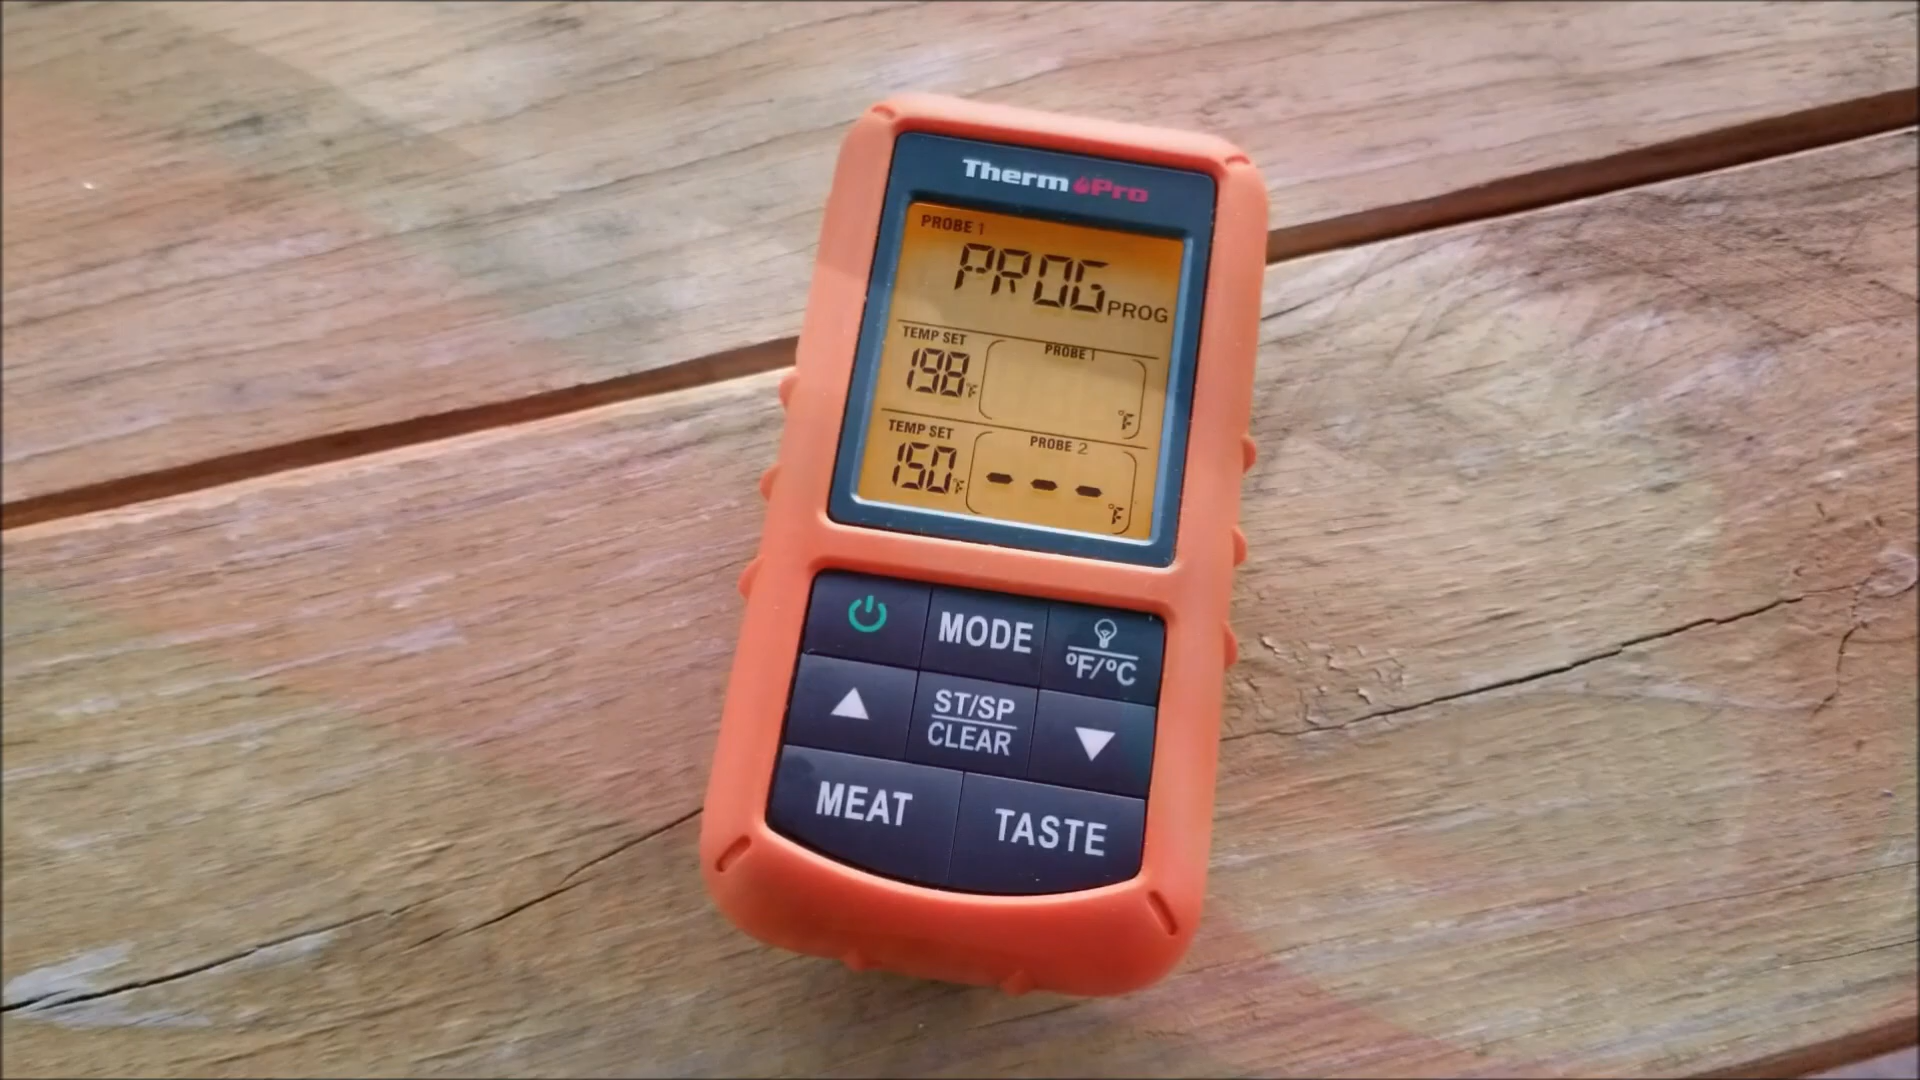 ThermoPro
PROBE 1
PROG PROG
TEMP SET PROBE 1
198°F °F
TEMP SET PROBE 2
150°F --- °F
MODE
°F/°C
ST/SP
CLEAR
MEAT TASTE